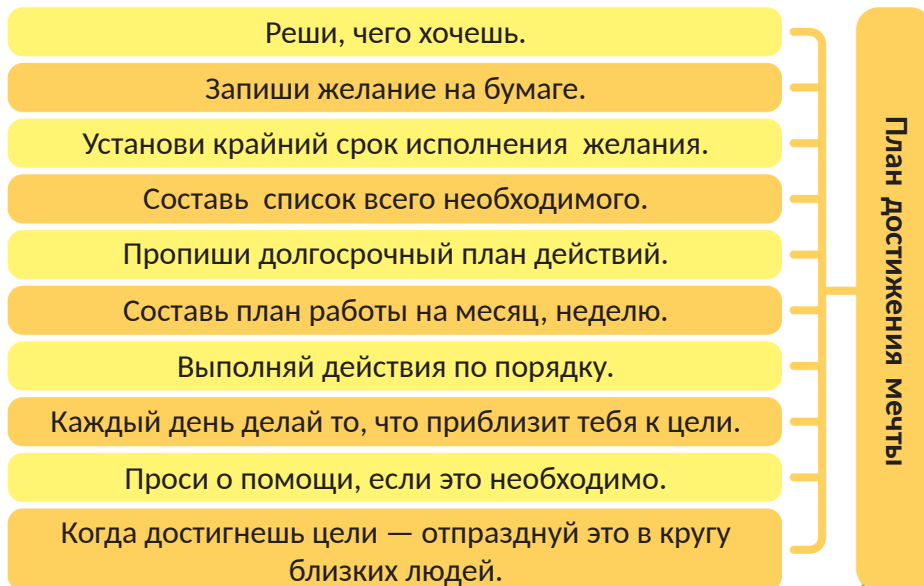 Реши, чего хочешь.
Запиши желание на бумаге.
Установи крайний срок исполнения желания.
Составь список всего необходимого.
Пропиши долгосрочный план действий.
Составь план работы на месяц, неделю.
Выполняй действия по порядку.
Каждый день делай то, что приблизит тебя к цели.
Проси о помощи, если это необходимо.
Когда достигнешь цели — отпразднуй это в кругу
близких людей.
План достижения мечты